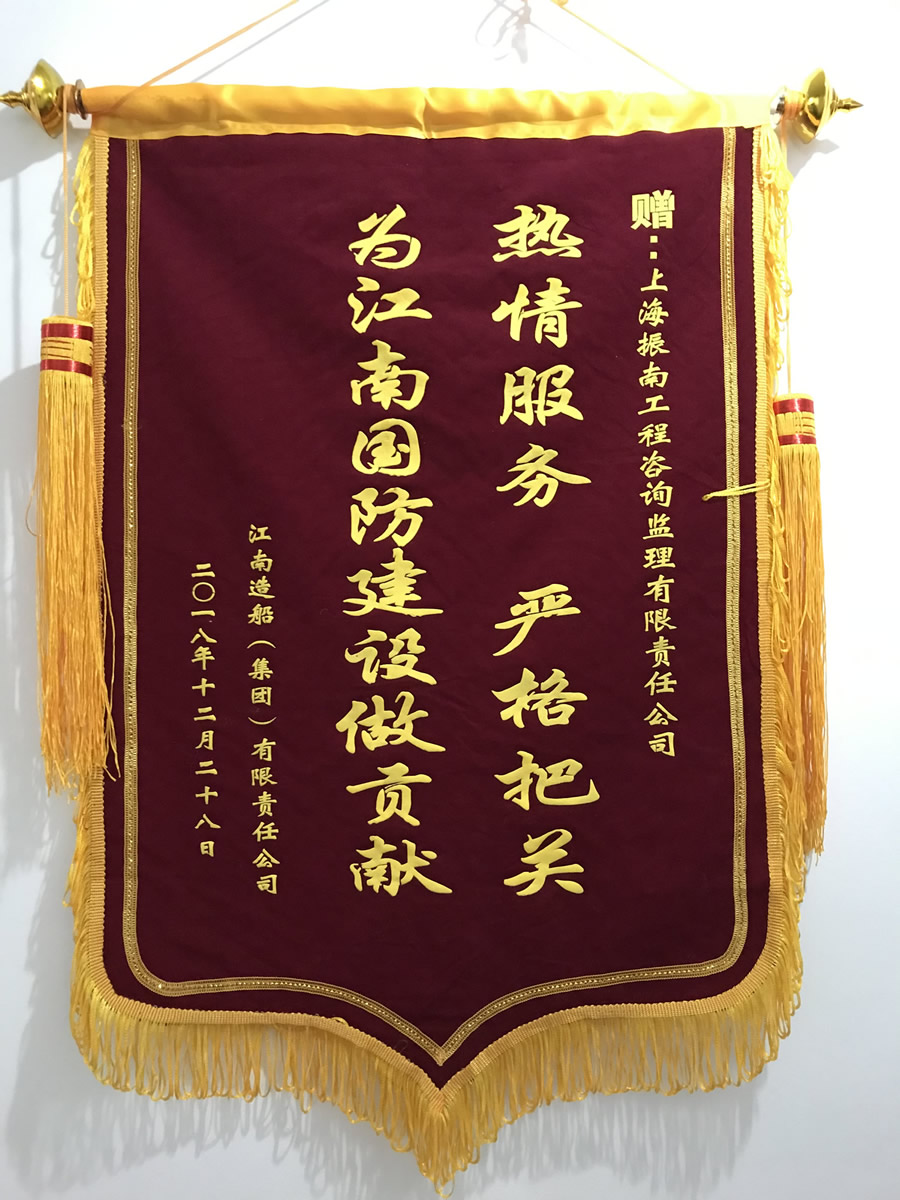 赠：上海振南工程咨询监理有限责任公司
热情服务 严格把关
为江南国防建设做贡献
江南造船（集团）有限责任公司
二〇一八年十二月二十八日